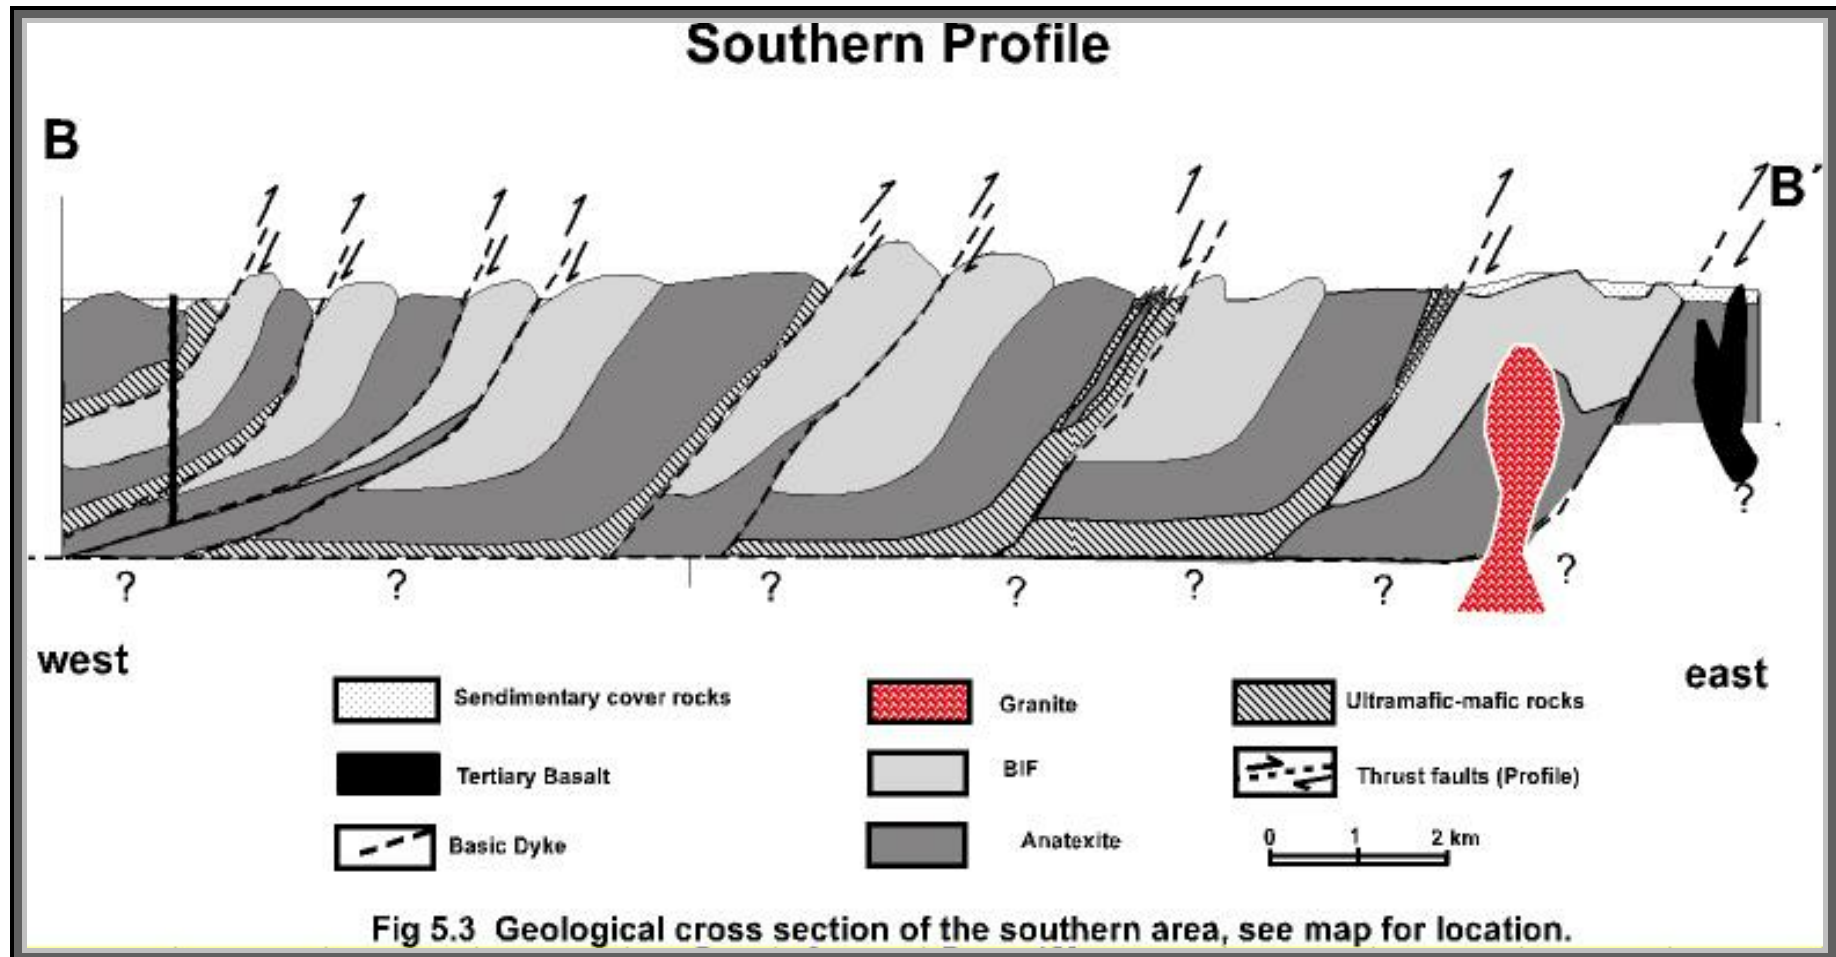 Southern Profile
B
B´
?
?
?
?
?
?
?
?
west
east
Sendimentary cover rocks
Granite
Ultramafic-mafic rocks
Tertiary Basalt
BIF
Thrust faults (Profile)
Basic Dyke
Anatexite
0 1 2 km
Fig 5.3 Geological cross section of the southern area, see map for location.